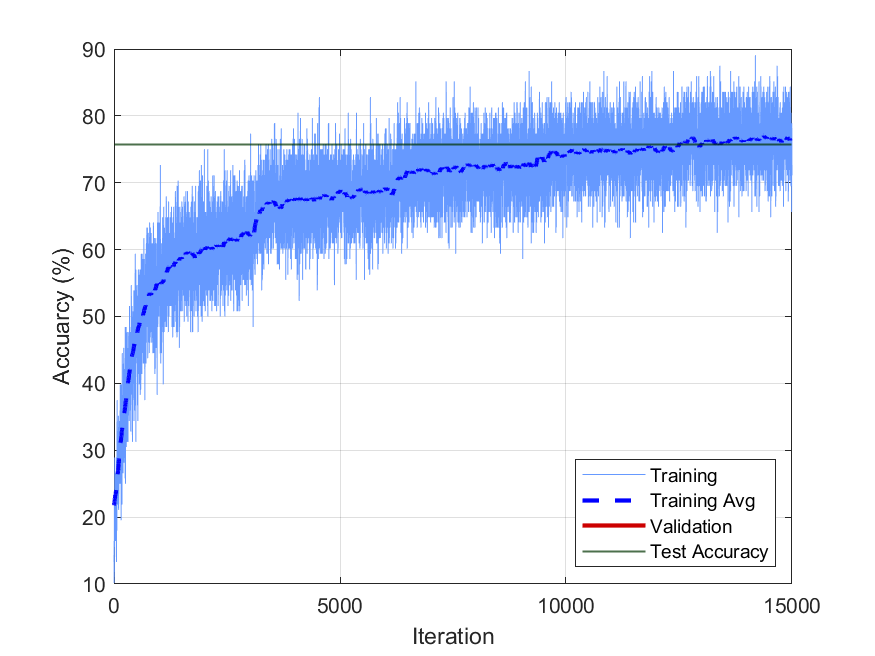 90
80
70
60
50
40
30
20
10
0
5000
10000
15000
Accuarcy (%)
Iteration
Training
Training Avg
Validation
Test Accuracy